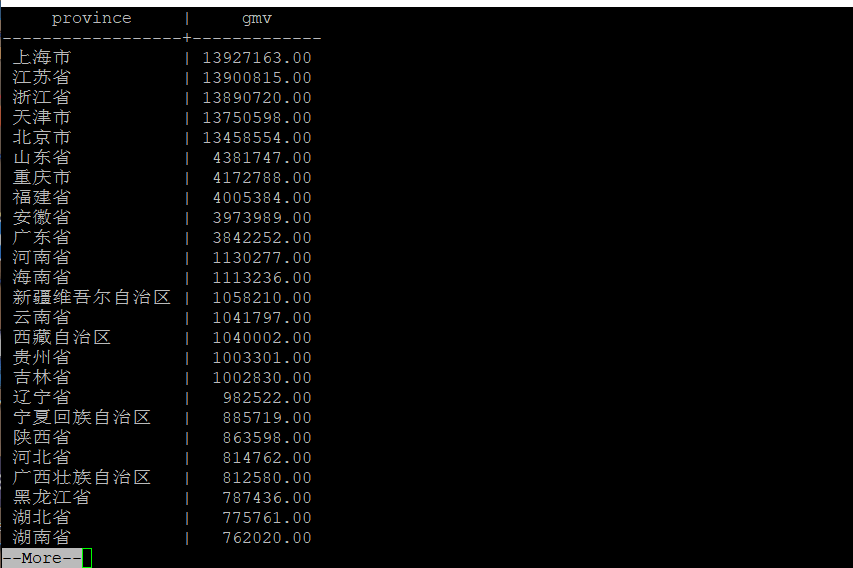 province | gmv
------------------+-------------
上海市 | 13927163.00
江苏省 | 13900815.00
浙江省 | 13890720.00
天津市 | 13750598.00
北京市 | 13458554.00
山东省 | 4381747.00
重庆市 | 4172788.00
福建省 | 4005384.00
安徽省 | 3973989.00
广东省 | 3842252.00
河南省 | 1130277.00
海南省 | 1113236.00
新疆维吾尔自治区 | 1058210.00
云南省 | 1041797.00
西藏自治区 | 1040002.00
贵州省 | 1003301.00
吉林省 | 1002830.00
辽宁省 | 982522.00
宁夏回族自治区 | 885719.00
陕西省 | 863598.00
河北省 | 814762.00
广西壮族自治区 | 812580.00
黑龙江省 | 787436.00
湖北省 | 775761.00
湖南省 | 762020.00
--More--